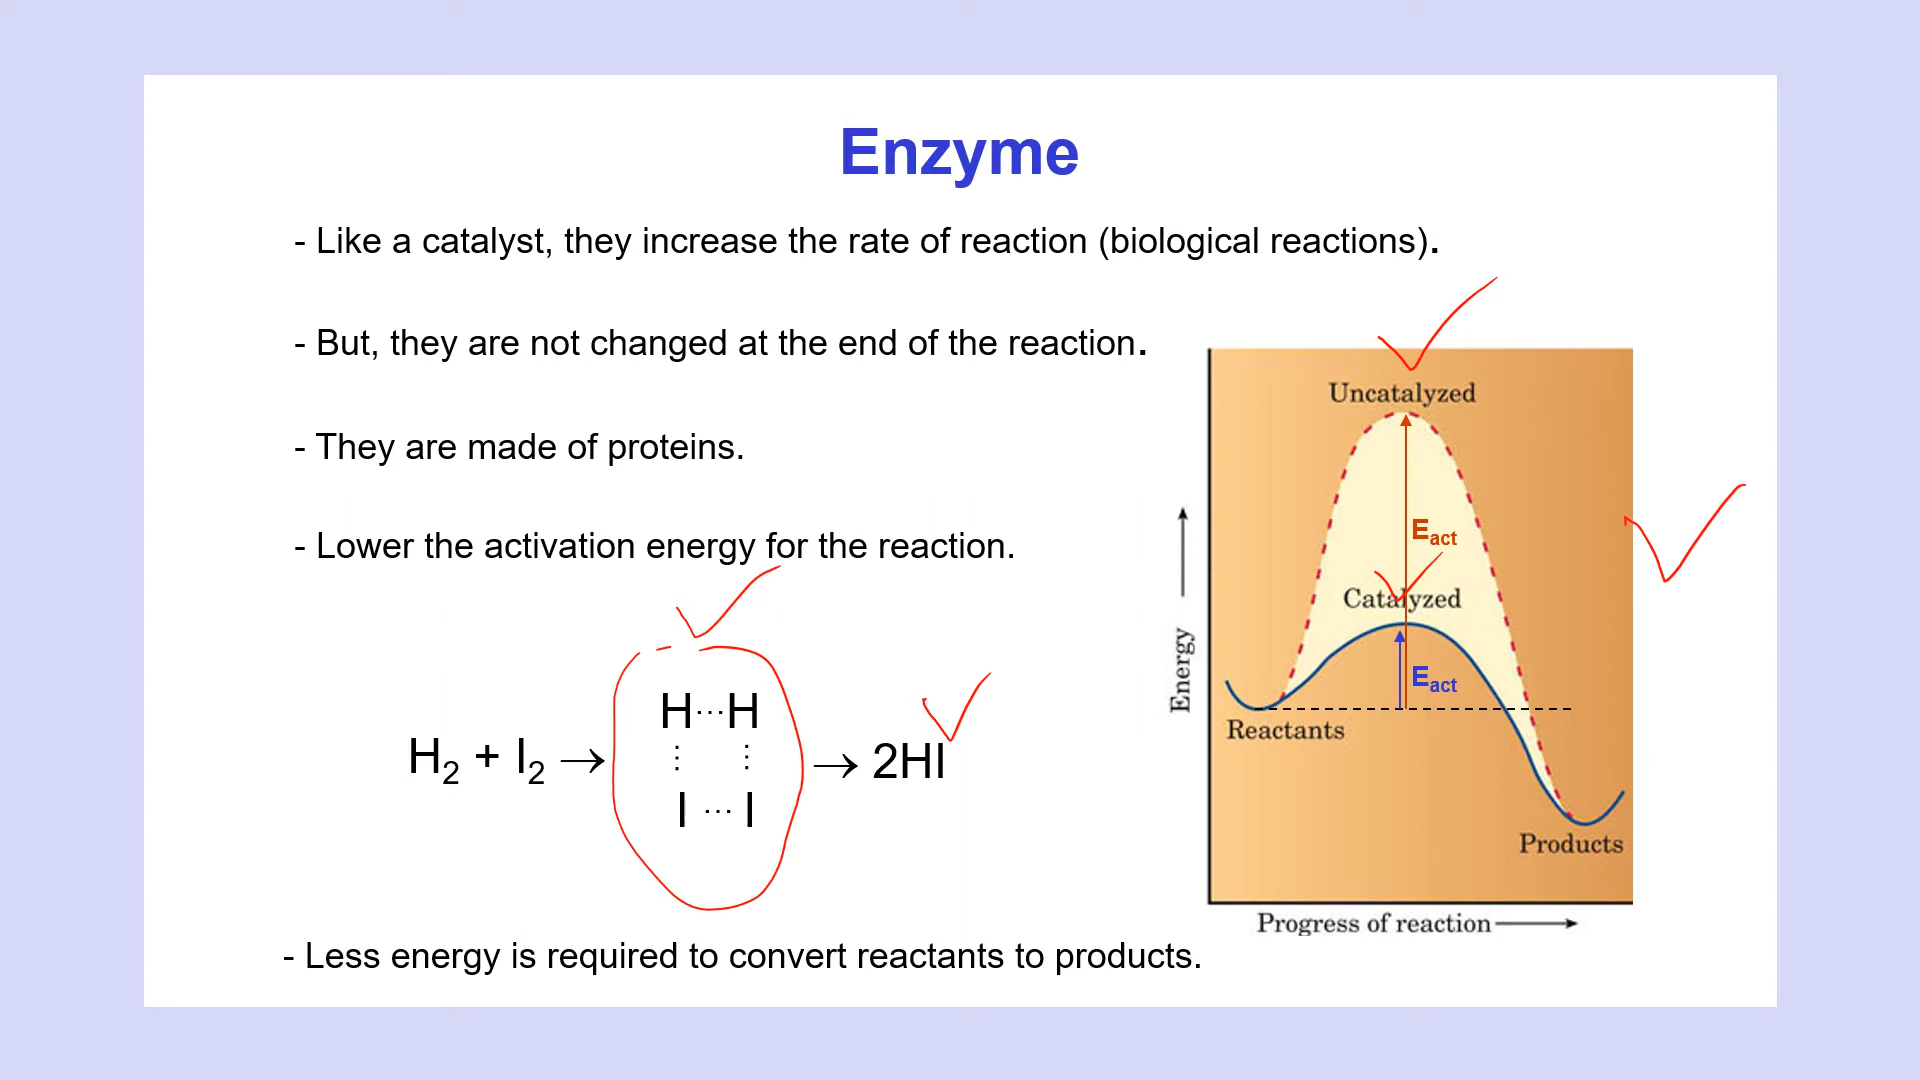 Enzyme
- Like a catalyst, they increase the rate of reaction (biological reactions).
- But, they are not changed at the end of the reaction.
- They are made of proteins.
- Lower the activation energy for the reaction.
H₂ + I₂ → H···H → 2HI
I ··· I
- Less energy is required to convert reactants to products.
Uncatalyzed
E act
Catalyzed
E act
Energy
Reactants
Products
Progress of reaction